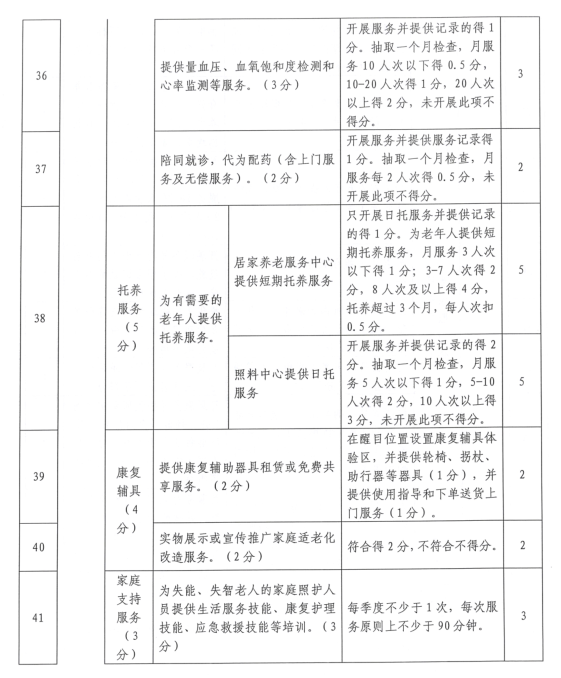 36
提供量血压、血氧饱和度检测和
心率监测等服务。（3分）
开展服务并提供记录的得 1
分。抽取一个月检查，月服
务 10 人次以下得 0.5 分，
10-20 人次得 1 分，20 人次
以上得 2 分，未开展此项不
得分。
3
37
陪同就诊，代为配药（含上门服
务及无偿服务）。（2分）
开展服务并提供服务记录得
1 分。抽取一个月检查，月
服务每 2 人次得 0.5 分，未
开展此项不得分。
2
38
托养
服务
（5
分）
为有需要的
老年人提供
托养服务。
居家养老服务中心
提供短期托养服务
只开展日托服务并提供记录
的得 1 分。为老年人提供短
期托养服务，月服务 3 人次
以下得 1 分；3-7 人次得 2
分，8 人次及以上得 4 分，
托养超过 3 个月，每人次扣
0.5 分。
5
照料中心提供日托
服务
开展服务并提供记录的得 2
分。抽取一个月检查，月服
务 5 人次以下得 1 分，5-10
人次得 2 分，10 人次以上得
3 分，未开展此项不得分。
5
39
康复
辅具
（4
分）
提供康复辅助器具租赁或免费共
享服务。（2分）
在醒目位置设置康复辅具体
验区，并提供轮椅、拐杖、
助行器等器具（1分），并
提供使用指导和下单送货上
门服务（1分）。
2
40
实物展示或宣传推广家庭适老化
改造服务。（2分）
符合得 2 分，不符合不得分。
2
41
家庭
支持
服务
（3
分）
为失能、失智老人的家庭照护人
员提供生活服务技能、康复护理
技能、应急救援技能等培训。（3
分）
每季度不少于 1 次，每次服
务原则上不少于 90 分钟。
3